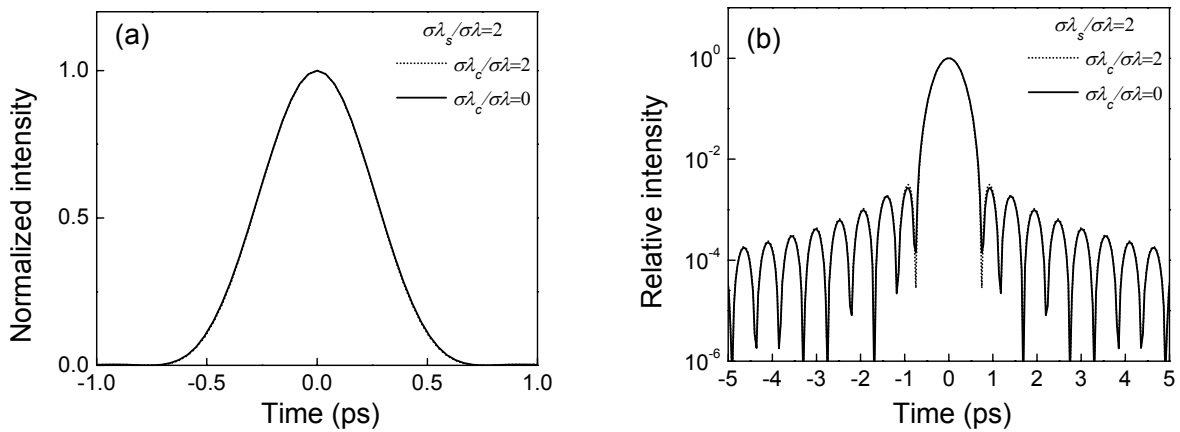 (a)
σλs/σλ=2
σλc/σλ=2
σλc/σλ=0
Normalized intensity
1.0
0.5
0.0
-1.0 -0.5 0.0 0.5 1.0
Time (ps)
(b)
σλs/σλ=2
σλc/σλ=2
σλc/σλ=0
Relative intensity
10^0
10^-2
10^-4
10^-6
-5 -4 -3 -2 -1 0 1 2 3 4 5
Time (ps)